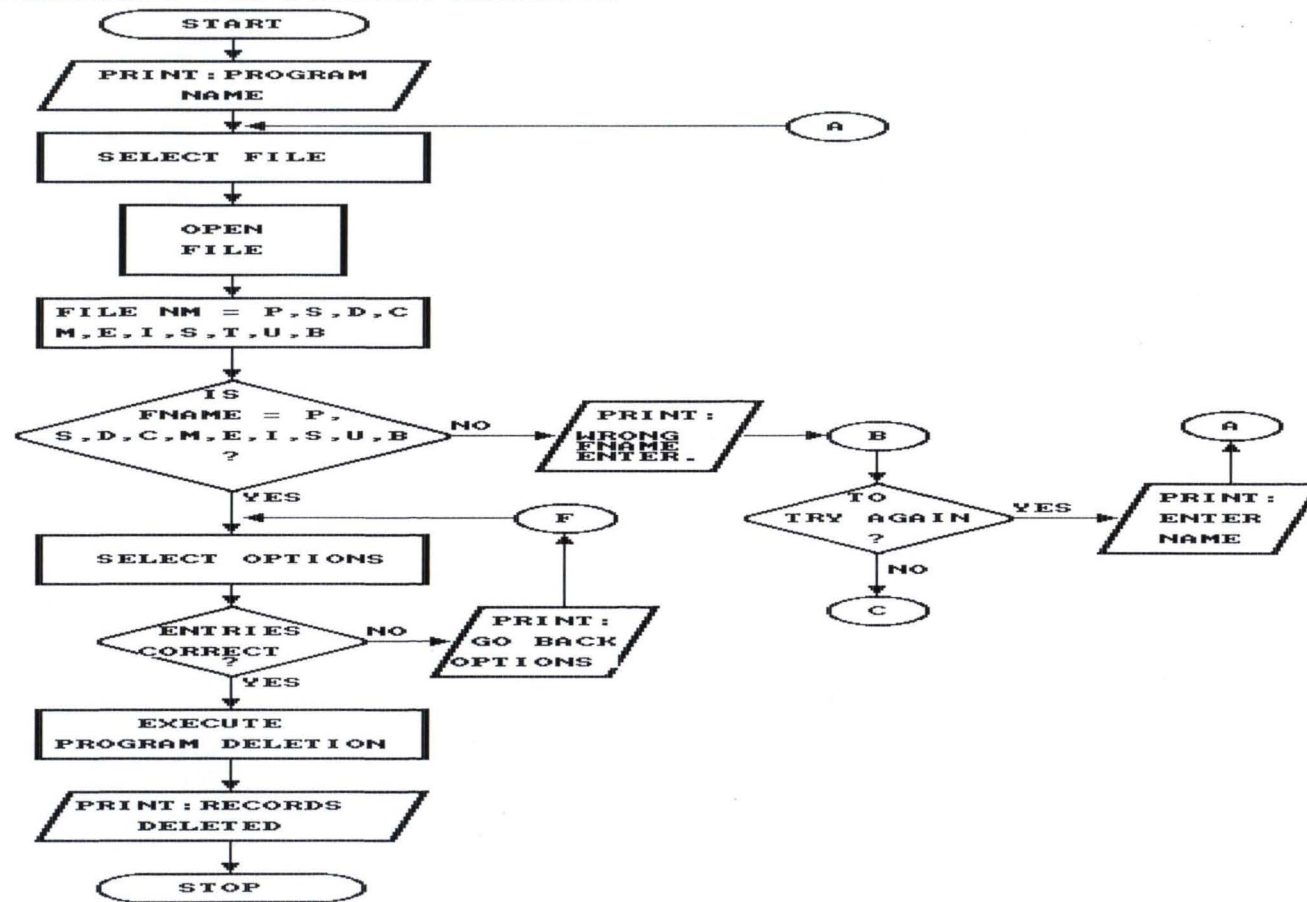 START
PRINT:PROGRAM
NAME
A
SELECT FILE
OPEN
FILE
FILE NM = P,S,D,C
M,E,I,S,T,U,B
IS
FNAME = P,
S,D,C,M,E,I,S,U,B
?
NO
PRINT:
WRONG
FNAME
ENTER.
B
A
YES
TO
TRY AGAIN
?
YES
PRINT:
ENTER
NAME
F
NO
C
SELECT OPTIONS
ENTRIES
CORRECT
?
NO
PRINT:
GO BACK
OPTIONS
YES
EXECUTE
PROGRAM DELETION
PRINT:RECORDS
DELETED
STOP